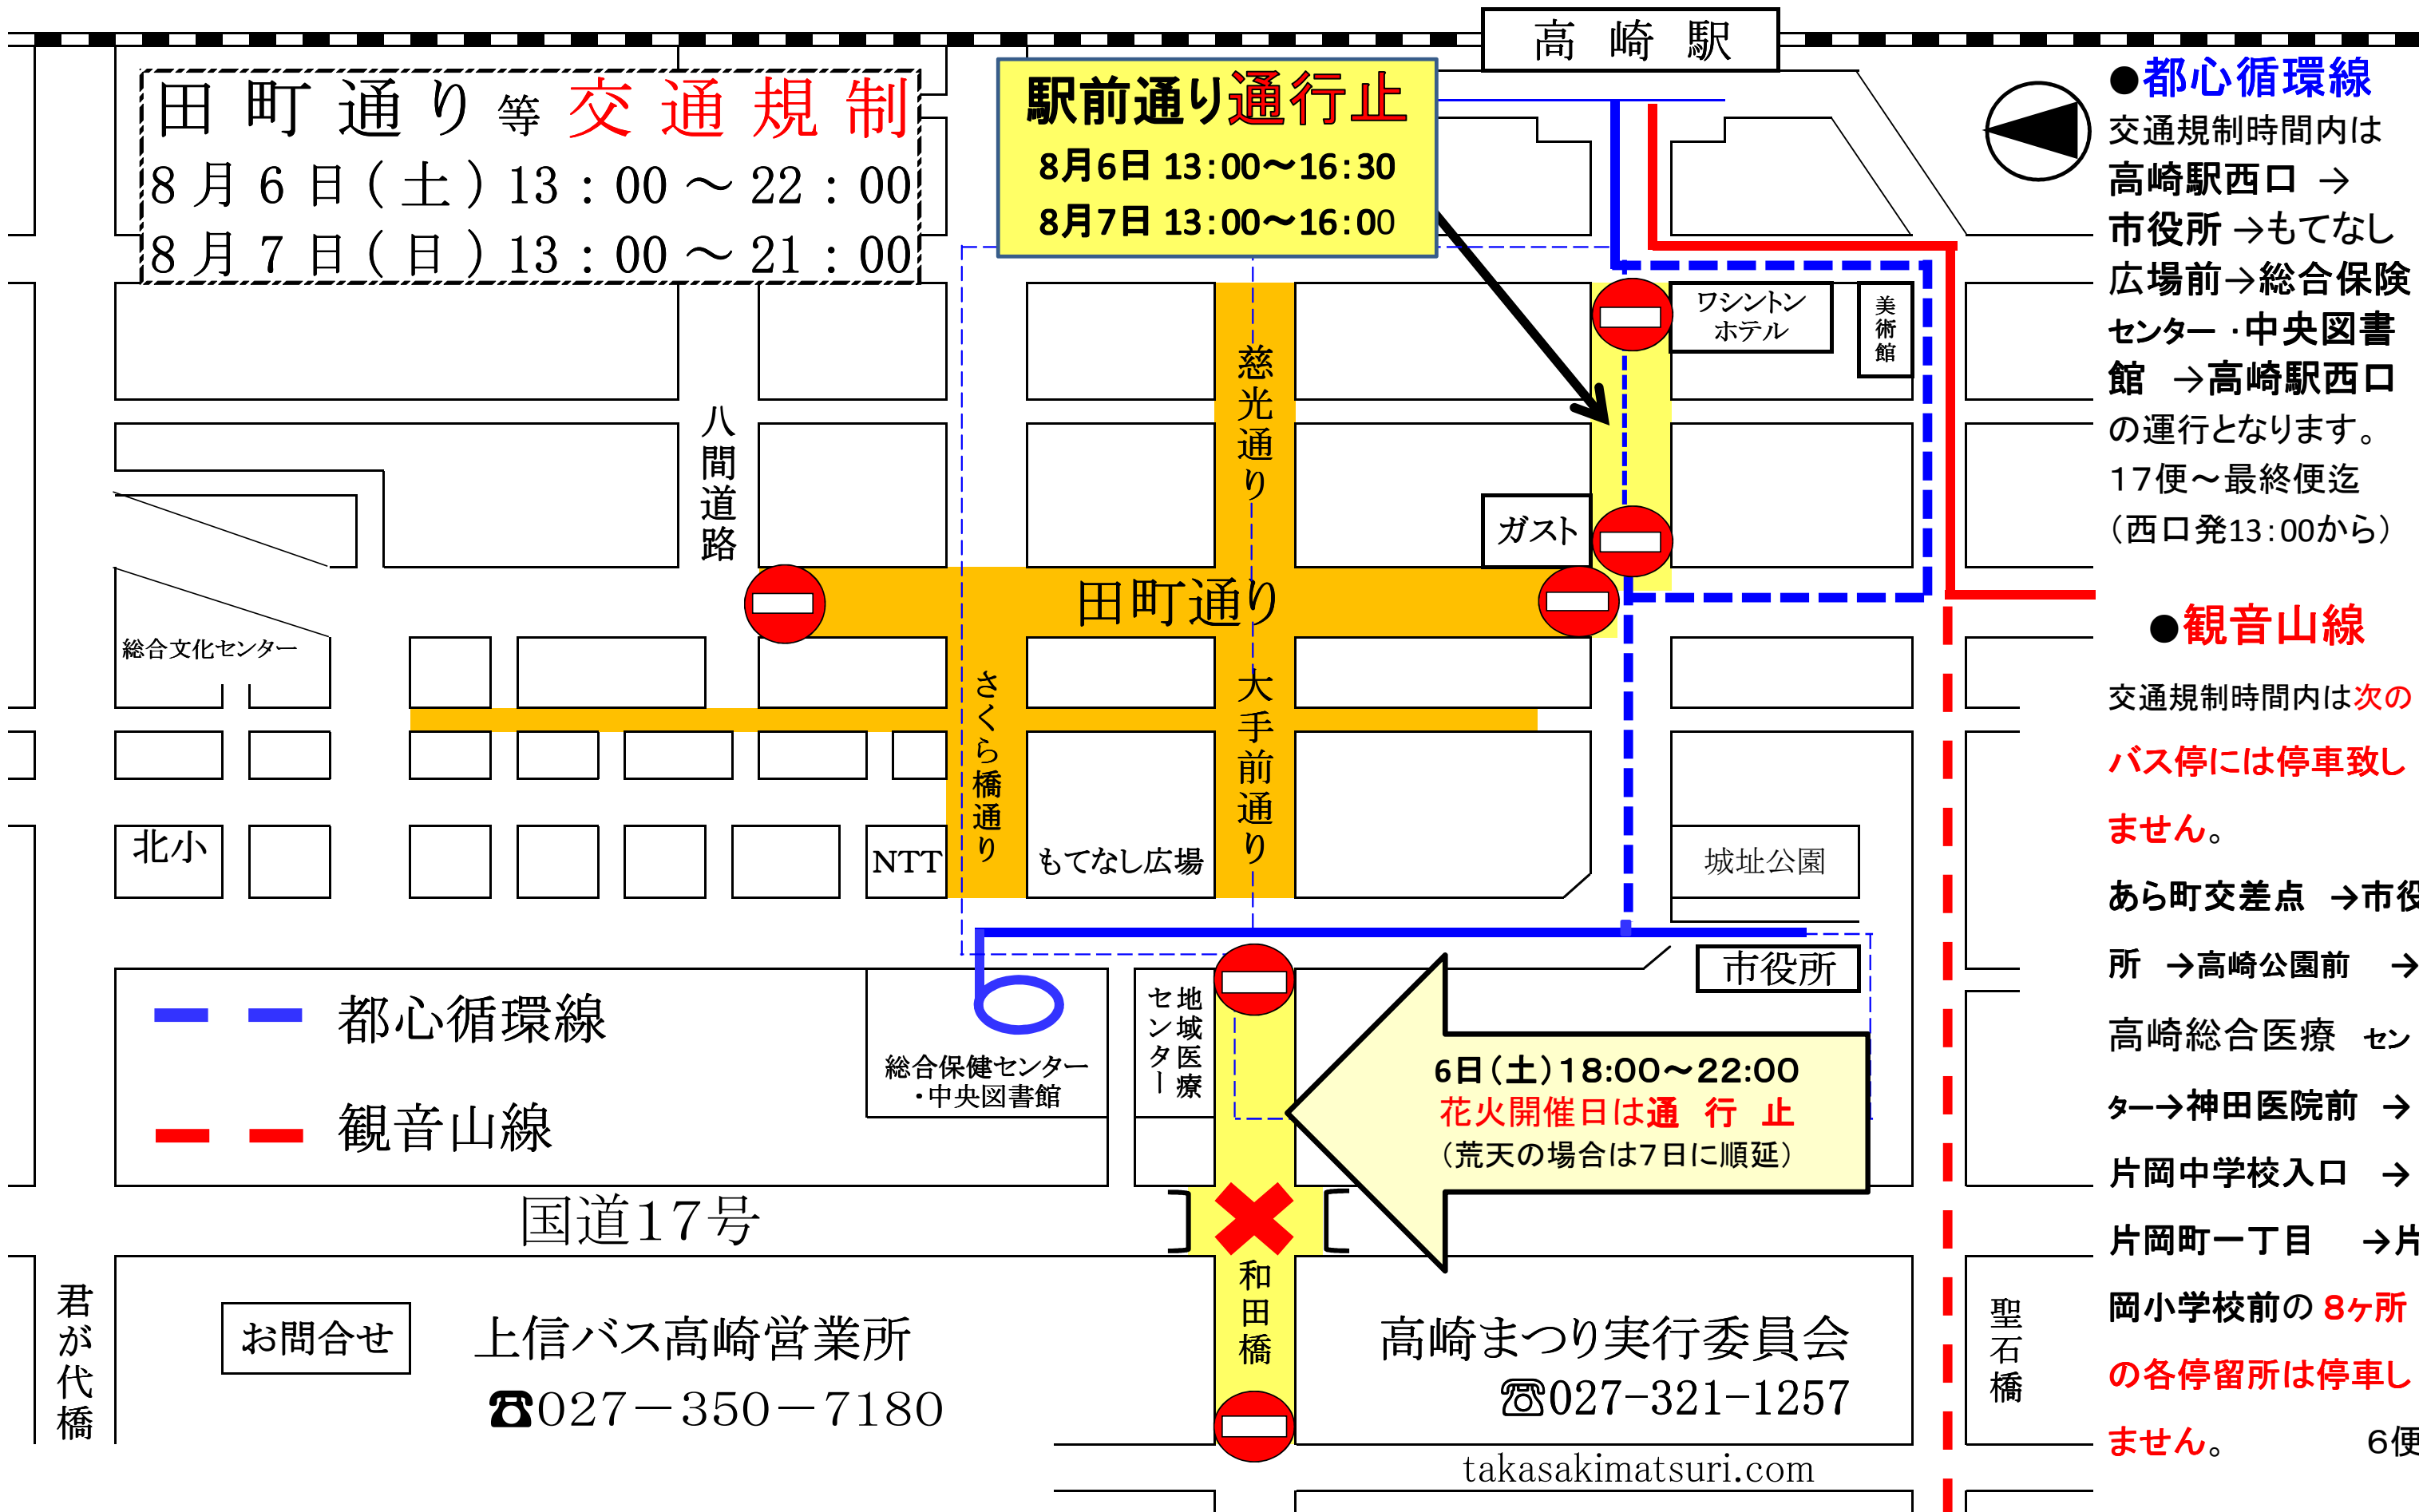 高崎駅
田町通り等交通規制
8月6日(土)13：00～22：00
8月7日(日)13：00～21：00
駅前通り通行止
8月6日 13：00～16：30
8月7日 13：00～16：00
ワシントン
ホテル
美術館
慈光通り
八間道路
ガスト
田町通り
総合文化センター
さくら橋通り
大手前通り
北小
NTT
もてなし広場
城址公園
市役所
都心循環線
観音山線
総合保健センター
・中央図書館
地域医療
センター
6日(土)18:00～22:00
花火開催日は通行止
(荒天の場合は7日に順延)
国道17号
和田橋
君が代橋
聖石橋
お問合せ
上信バス高崎営業所
☎027－350－7180
高崎まつり実行委員会
☏027-321-1257
takasakimatsuri.com
●都心循環線
交通規制時間内は
高崎駅西口 →
市役所 →もてなし
広場前→総合保険
センター ・中央図書
館 →高崎駅西口
の運行となります。
17便～最終便迄
(西口発13：00から)
●観音山線
交通規制時間内は次の
バス停には停車致し
ません。
あら町交差点 →市役
所 →高崎公園前 →
高崎総合医療 セン
ター→神田医院前 →
片岡中学校入口 →
片岡町一丁目 →片
岡小学校前の 8ヶ所
の各停留所は停車し
ません。 6便